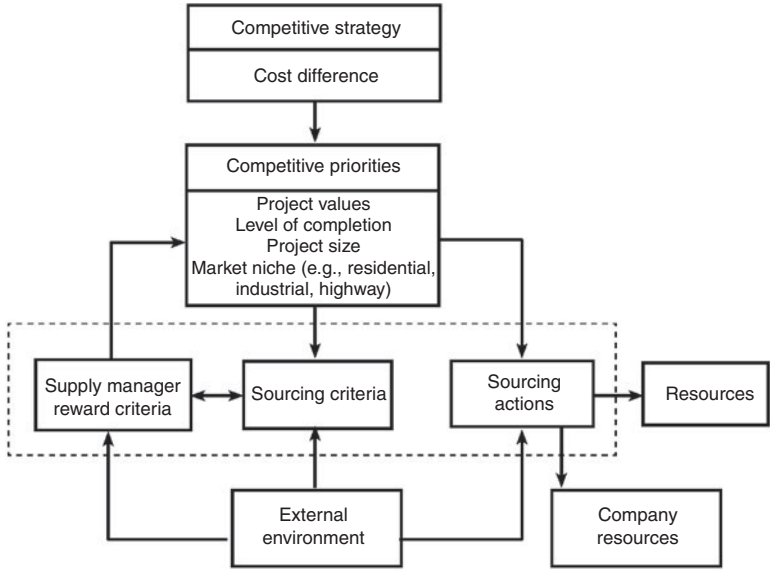 Competitive strategy
Cost difference
Competitive priorities
Project values
Level of completion
Project size
Market niche (e.g., residential,
industrial, highway)
Supply manager
reward criteria
Sourcing criteria
Sourcing
actions
Resources
External
environment
Company
resources